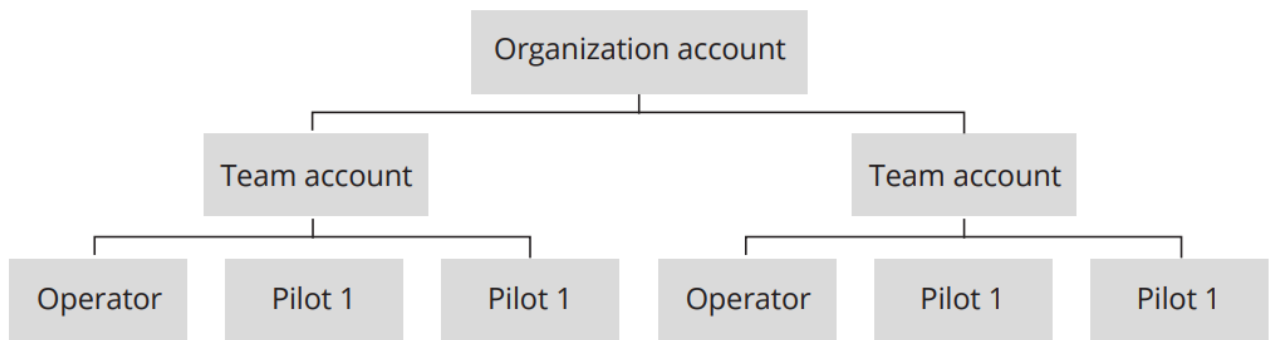 Organization account
Team account
Team account
Operator
Pilot 1
Pilot 1
Operator
Pilot 1
Pilot 1